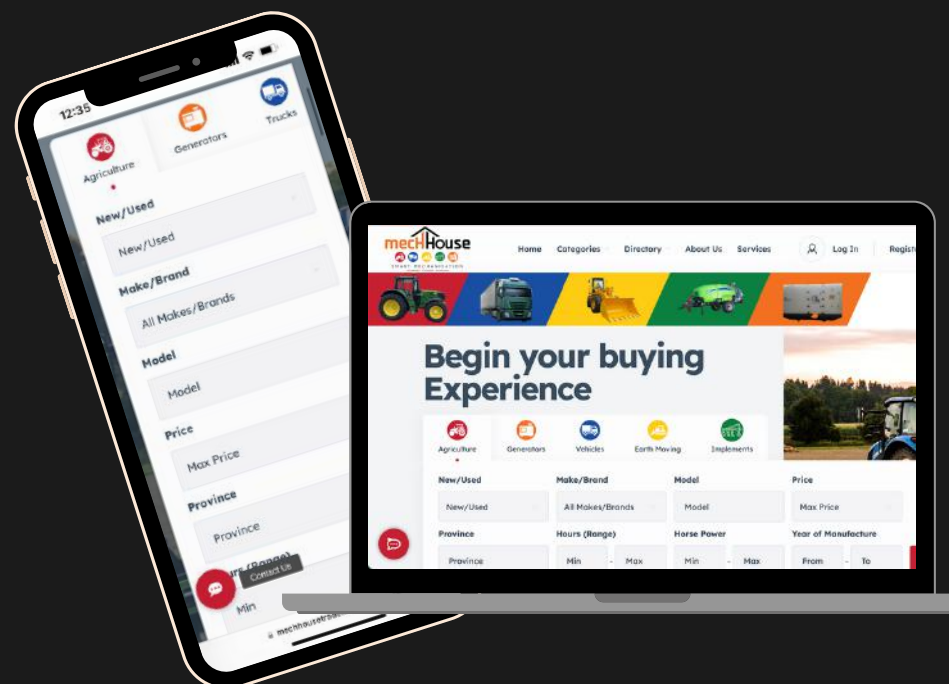 12:35
Agriculture
Generators
Trucks
New/Used
New/Used
Make/Brand
All Makes/Brands
Model
Model
Price
Max Price
Province
Province
Contact Us
Min
mechHouse
SMART MECHANISATION
Home Categories Directory About Us Services Log In
Begin your buying
Experience
Agriculture Generators Vehicles Earth Moving Implements
New/Used Make/Brand Model Price
New/Used All Makes/Brands Model Max Price
Province Hours (Range) Horse Power Year of Manufacture
Province Min - Max Min - Max From - To